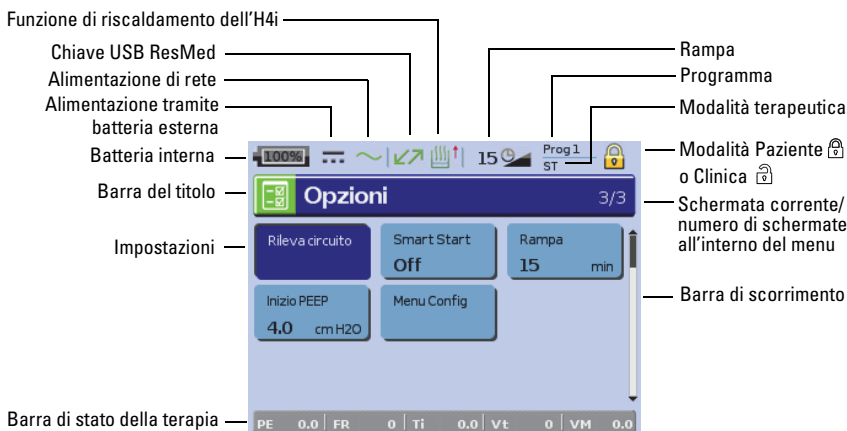 Funzione di riscaldamento dell'H4i
Chiave USB ResMed
Alimentazione di rete
Alimentazione tramite
batteria esterna
Batteria interna
Barra del titolo
Impostazioni
Barra di stato della terapia
Rampa
Programma
Modalità terapeutica
Modalità Paziente
o Clinica
Schermata corrente/
numero di schermate
all'interno del menu
Barra di scorrimento
100%
15
Prog 1
ST
Opzioni
3/3
Rileva circuito
Smart Start
Off
Rampa
15 min
Inizio PEEP
4.0 cm H2O
Menu Config
PE 0.0 FR 0 Ti 0.0 Vt 0 VM 0.0